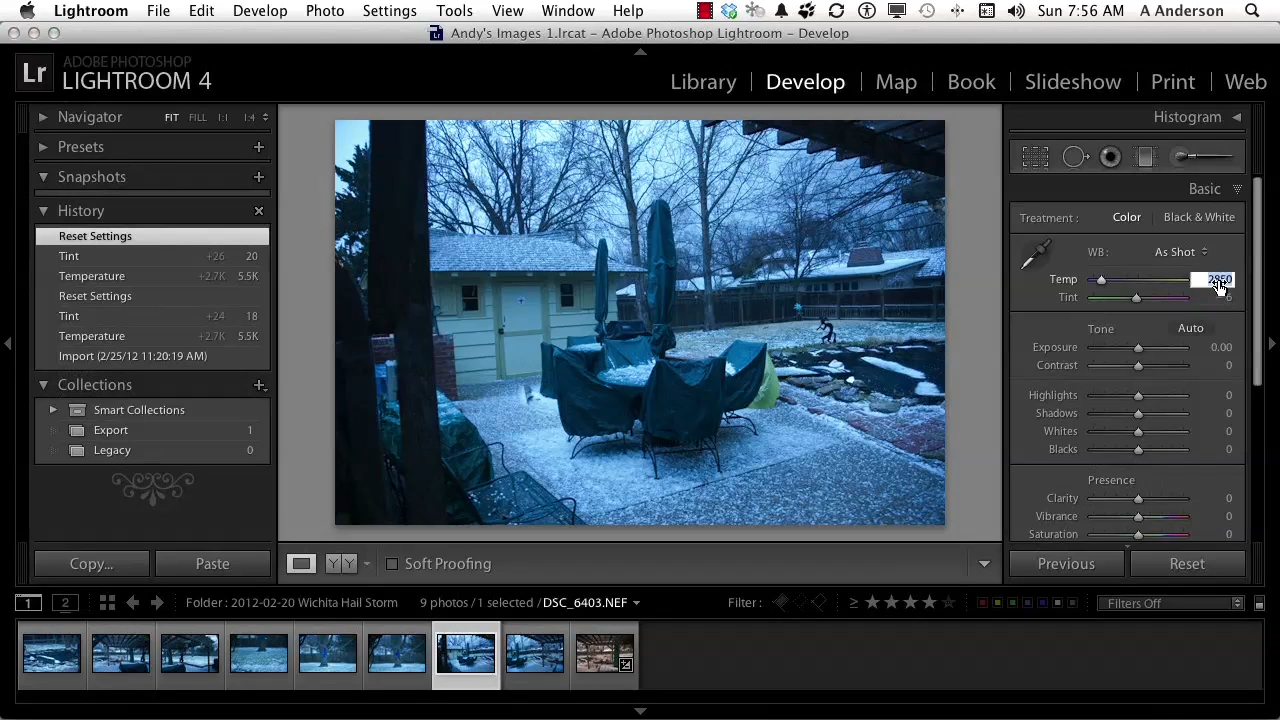 Lightroom File Edit Develop Photo Settings Tools View Window Help Sun 7:56 AM A Anderson
Andy's Images 1.lrcat – Adobe Photoshop Lightroom – Develop
Lr ADOBE PHOTOSHOP
LIGHTROOM 4
Library | Develop | Map | Book | Slideshow | Print | Web
Navigator FIT FILL 1:1 1:4
Presets
Snapshots
History
Reset Settings
Tint +26 20
Temperature +2.7K 5.5K
Reset Settings
Tint +24 18
Temperature +2.7K 5.5K
Import (2/25/12 11:20:19 AM)
Collections
Smart Collections
Export 1
Legacy 0
Copy... Paste
Histogram
Basic
Treatment : Color Black & White
WB: As Shot
Temp 2850
Tint
Tone Auto
Exposure 0.00
Contrast 0
Highlights 0
Shadows 0
Whites 0
Blacks 0
Presence
Clarity 0
Vibrance 0
Saturation 0
Previous Reset
YY Soft Proofing
1 2 Folder : 2012-02-20 Wichita Hail Storm 9 photos / 1 selected / DSC_6403.NEF Filter : ≥ ★★★★★ Filters Off